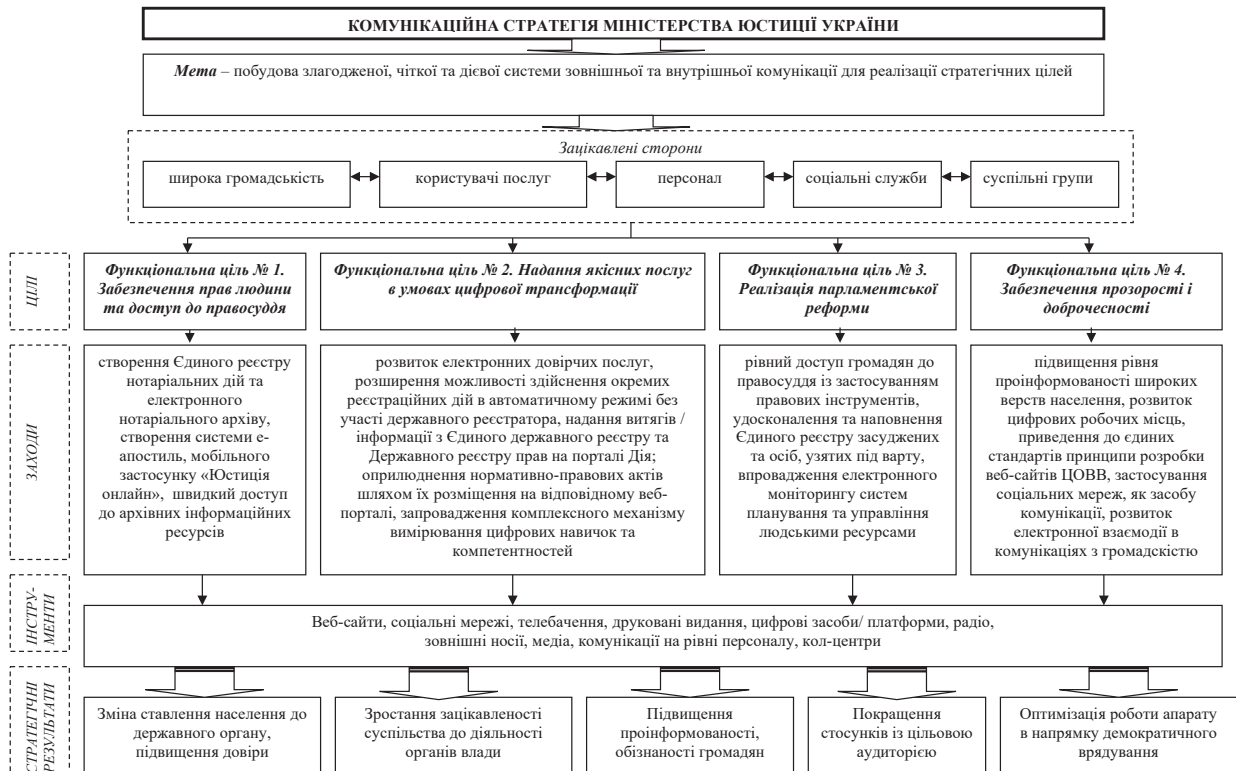 КОМУНІКАЦІЙНА СТРАТЕГІЯ МІНІСТЕРСТВА ЮСТИЦІЇ УКРАЇНИ
Мета – побудова злагодженої, чіткої та дієвої системи зовнішньої та внутрішньої комунікації для реалізації стратегічних цілей
Зацікавлені сторони
широка громадськість
користувачі послуг
персонал
соціальні служби
суспільні групи
ЦІЛІ
Функціональна ціль № 1.
Забезпечення прав людини
та доступ до правосуддя
Функціональна ціль № 2. Надання якісних послуг
в умовах цифрової трансформації
Функціональна ціль № 3.
Реалізація парламентської
реформи
Функціональна ціль № 4.
Забезпечення прозорості і
доброчесності
ЗАХОДИ
створення Єдиного реєстру
нотаріальних дій та
електронного
нотаріального архіву,
створення системи е-
апостиль, мобільного
застосунку «Юстиція
онлайн», швидкий доступ
до архівних інформаційних
ресурсів
розвиток електронних довірчих послуг,
розширення можливості здійснення окремих
реєстраційних дій в автоматичному режимі без
участі державного реєстратора, надання витягів /
інформації з Єдиного державного реєстру та
Державного реєстру прав на порталі Дія;
оприлюднення нормативно-правових актів
шляхом їх розміщення на відповідному веб-
порталі, запровадження комплексного механізму
вимірювання цифрових навичок та
компетентностей
рівний доступ громадян до
правосуддя із застосуванням
правових інструментів,
удосконалення та наповнення
Єдиного реєстру засуджених
та осіб, узятих під варту,
впровадження електронного
моніторингу систем
планування та управління
людськими ресурсами
підвищення рівня
проінформованості широких
верств населення, розвиток
цифрових робочих місць,
приведення до єдиних
стандартів принципи розробки
веб-сайтів ЦОВВ, застосування
соціальних мереж, як засобу
комунікації, розвиток
електронної взаємодії в
комунікаціях з громадскістю
ІНСТРУ-
МЕНТИ
Веб-сайти, соціальні мережі, телебачення, друковані видання, цифрові засоби/ платформи, радіо,
зовнішні носії, медіа, комунікації на рівні персоналу, кол-центри
СТРАТЕГІЧНІ
РЕЗУЛЬТАТИ
Зміна ставлення населення до
державного органу,
підвищення довіри
Зростання зацікавленості
суспільства до діяльності
органів влади
Підвищення
проінформованості,
обізнаності громадян
Покращення
стосунків із цільовою
аудиторією
Оптимізація роботи апарату
в напрямку демократичного
врядування